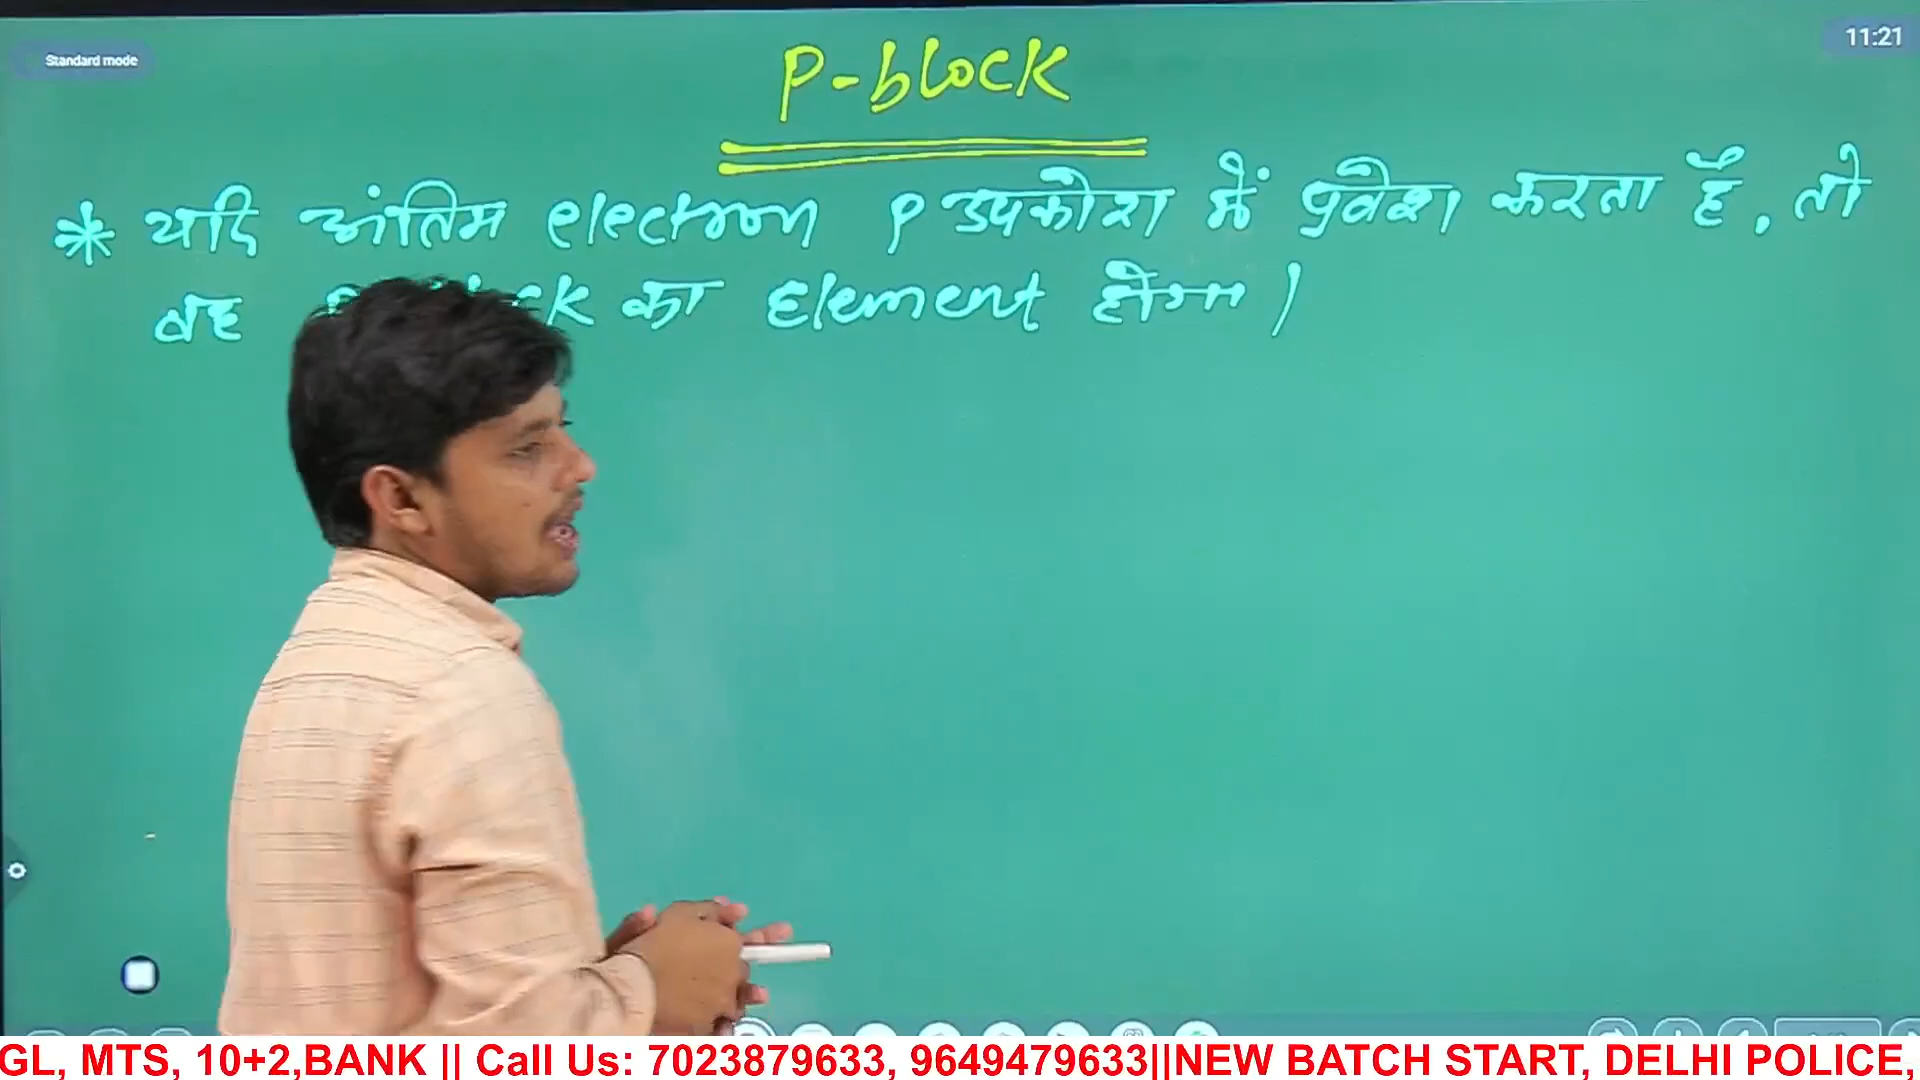 Standard mode
11:21
P-block
* यदि अंतिम electron p उपकोश में प्रवेश करता है, तो
वह का Element होगा।
GL, MTS, 10+2,BANK || Call Us: 7023879633, 9649479633||NEW BATCH START, DELHI POLICE,